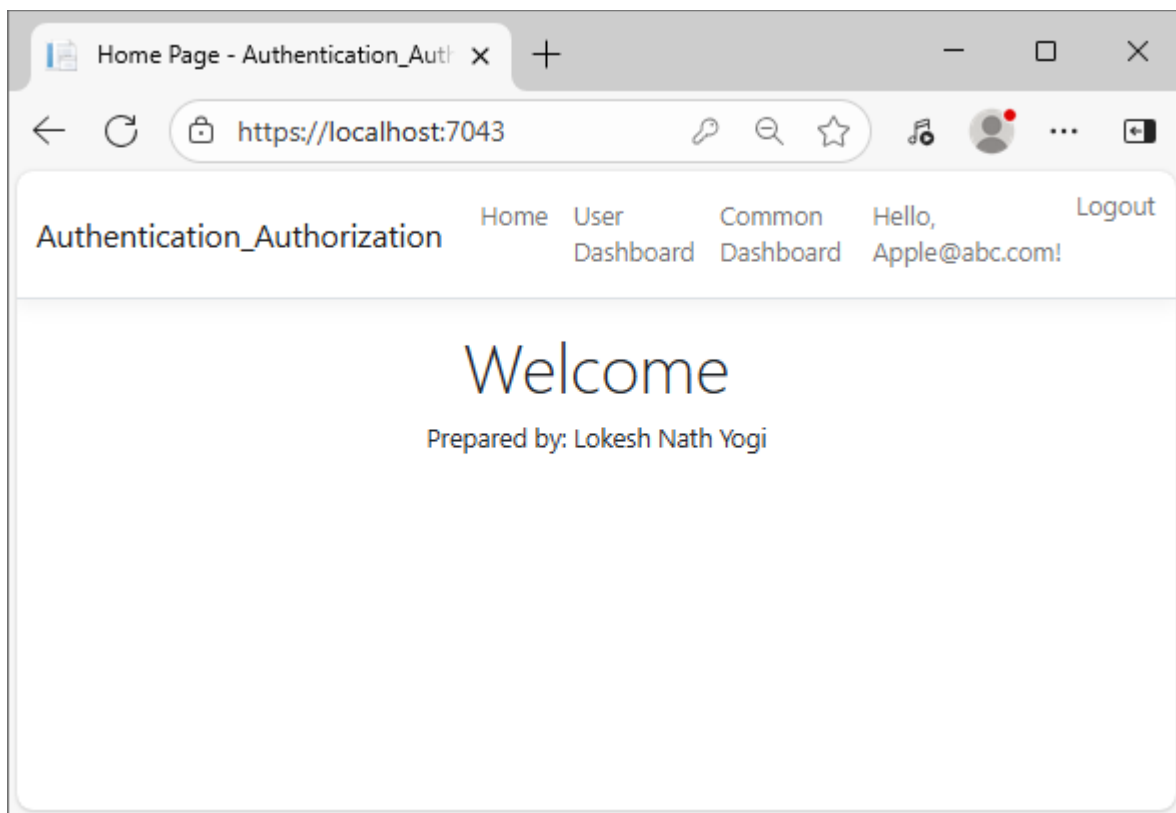 Home Page - Authentication_Auth
https://localhost:7043
Authentication_Authorization
Home
User
Dashboard
Common
Dashboard
Hello,
Apple@abc.com!
Logout
Welcome
Prepared by: Lokesh Nath Yogi